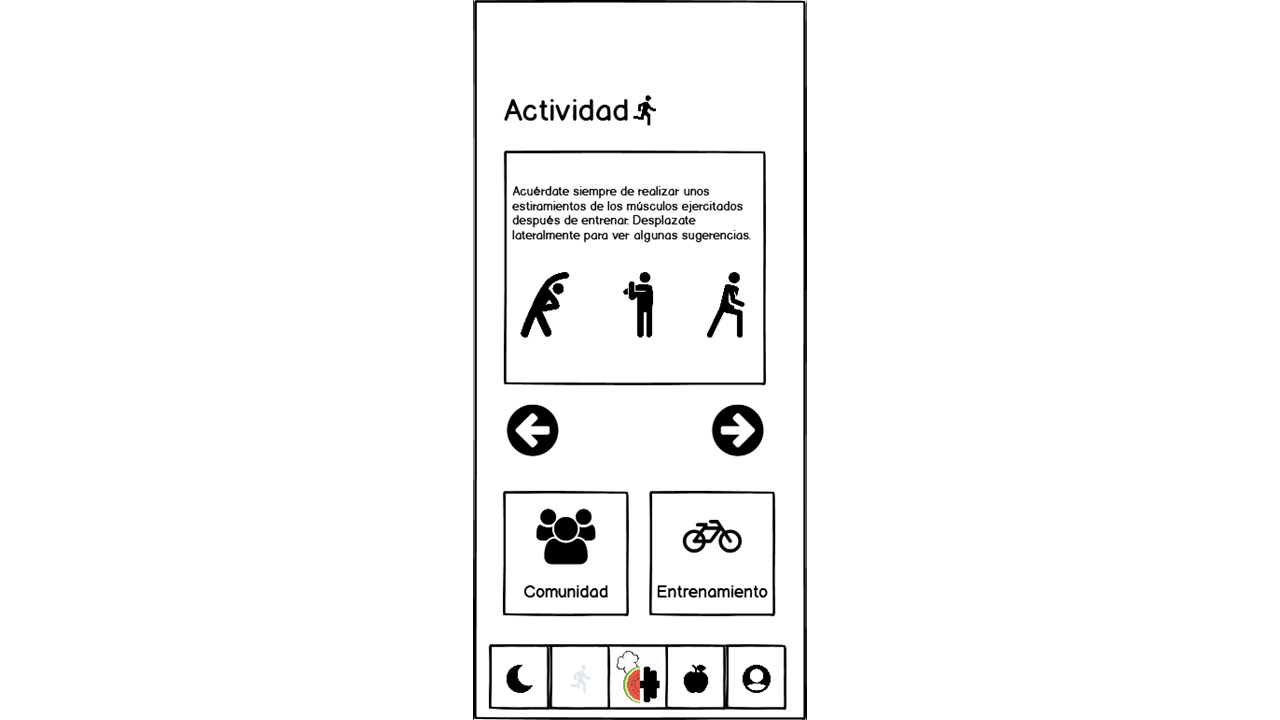 Actividad
Acuérdate siempre de realizar unos
estiramientos de los músculos ejercitados
después de entrenar. Desplazate
lateralmente para ver algunas sugerencias.
Comunidad
Entrenamiento